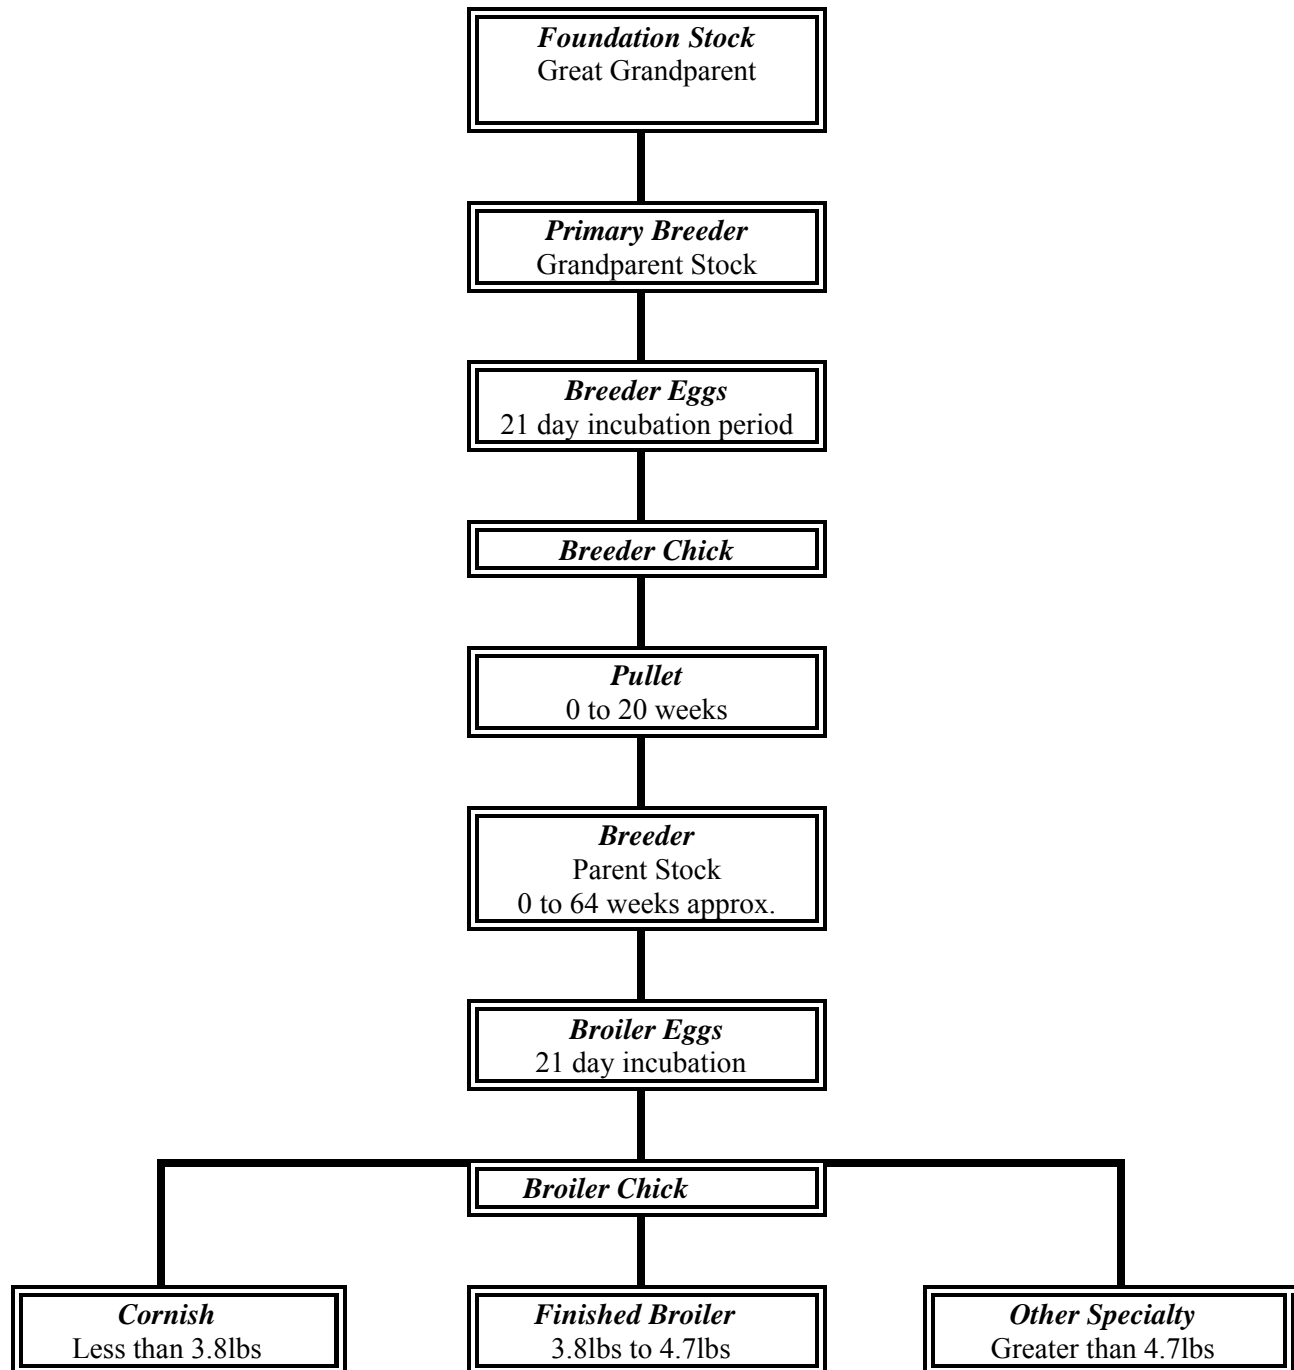 Foundation Stock
Great Grandparent
Primary Breeder
Grandparent Stock
Breeder Eggs
21 day incubation period
Breeder Chick
Pullet
0 to 20 weeks
Breeder
Parent Stock
0 to 64 weeks approx.
Broiler Eggs
21 day incubation
Broiler Chick
Cornish
Less than 3.8lbs
Finished Broiler
3.8lbs to 4.7lbs
Other Specialty
Greater than 4.7lbs